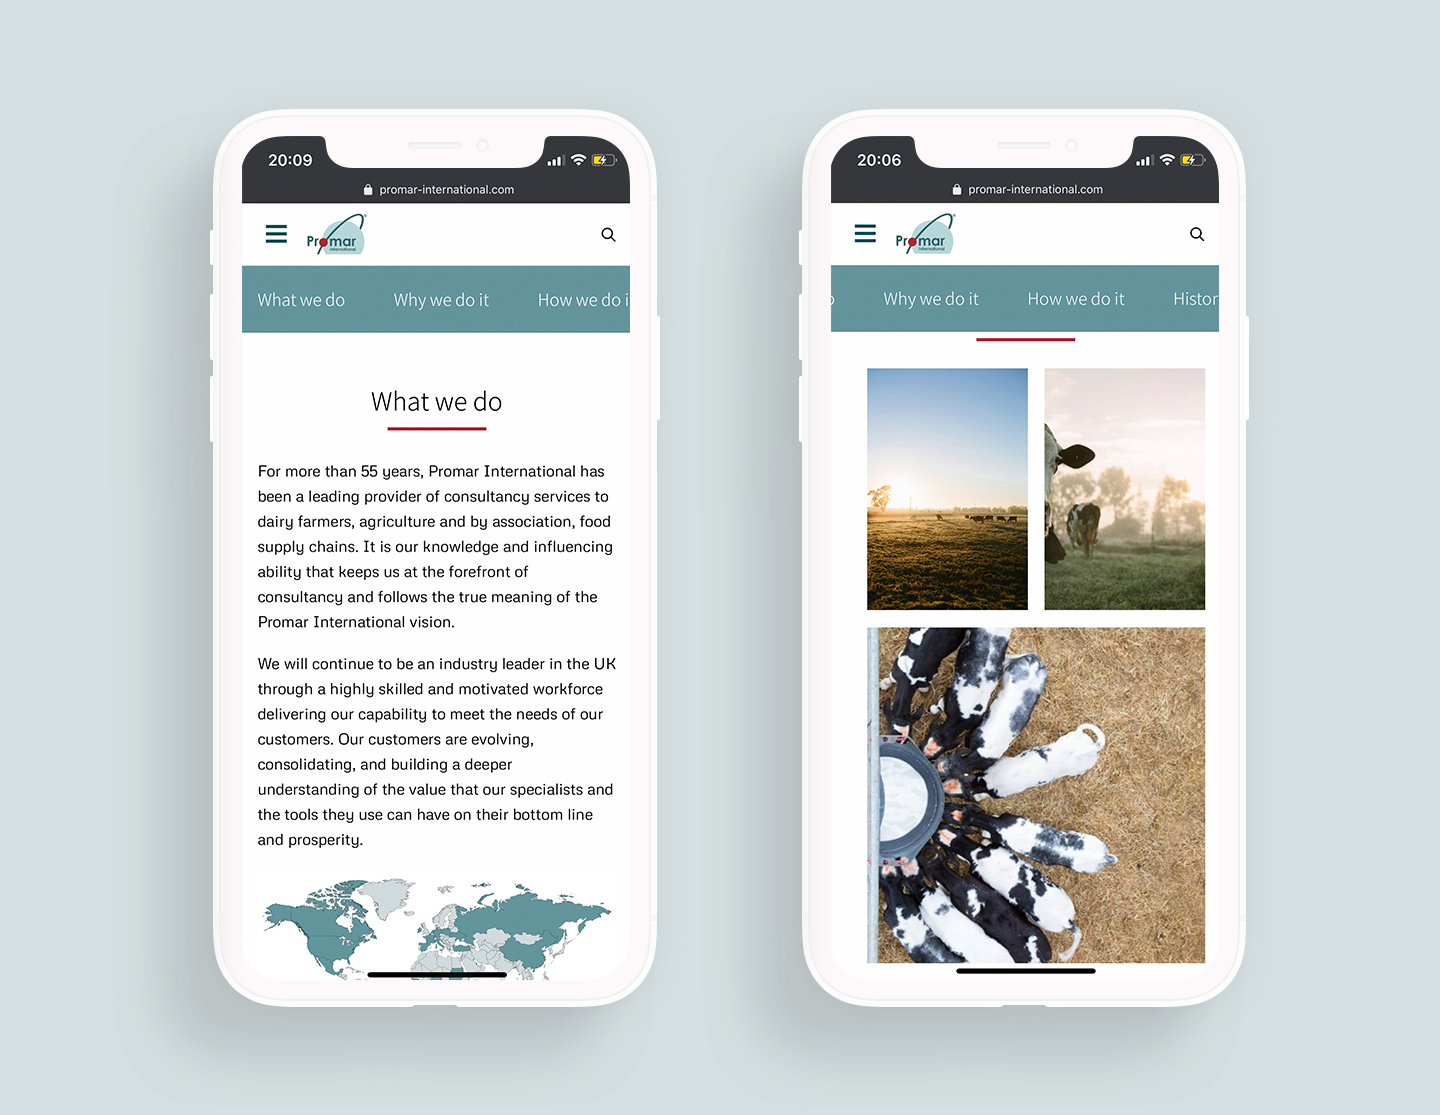 20:09
promar-international.com
Promar
International
What we do
Why we do it
How we do i
What we do
For more than 55 years, Promar International has
been a leading provider of consultancy services to
dairy farmers, agriculture and by association, food
supply chains. It is our knowledge and influencing
ability that keeps us at the forefront of
consultancy and follows the true meaning of the
Promar International vision.
We will continue to be an industry leader in the UK
through a highly skilled and motivated workforce
delivering our capability to meet the needs of our
customers. Our customers are evolving,
consolidating, and building a deeper
understanding of the value that our specialists and
the tools they use can have on their bottom line
and prosperity.
20:06
promar-international.com
Promar
International
o
Why we do it
How we do it
Histor